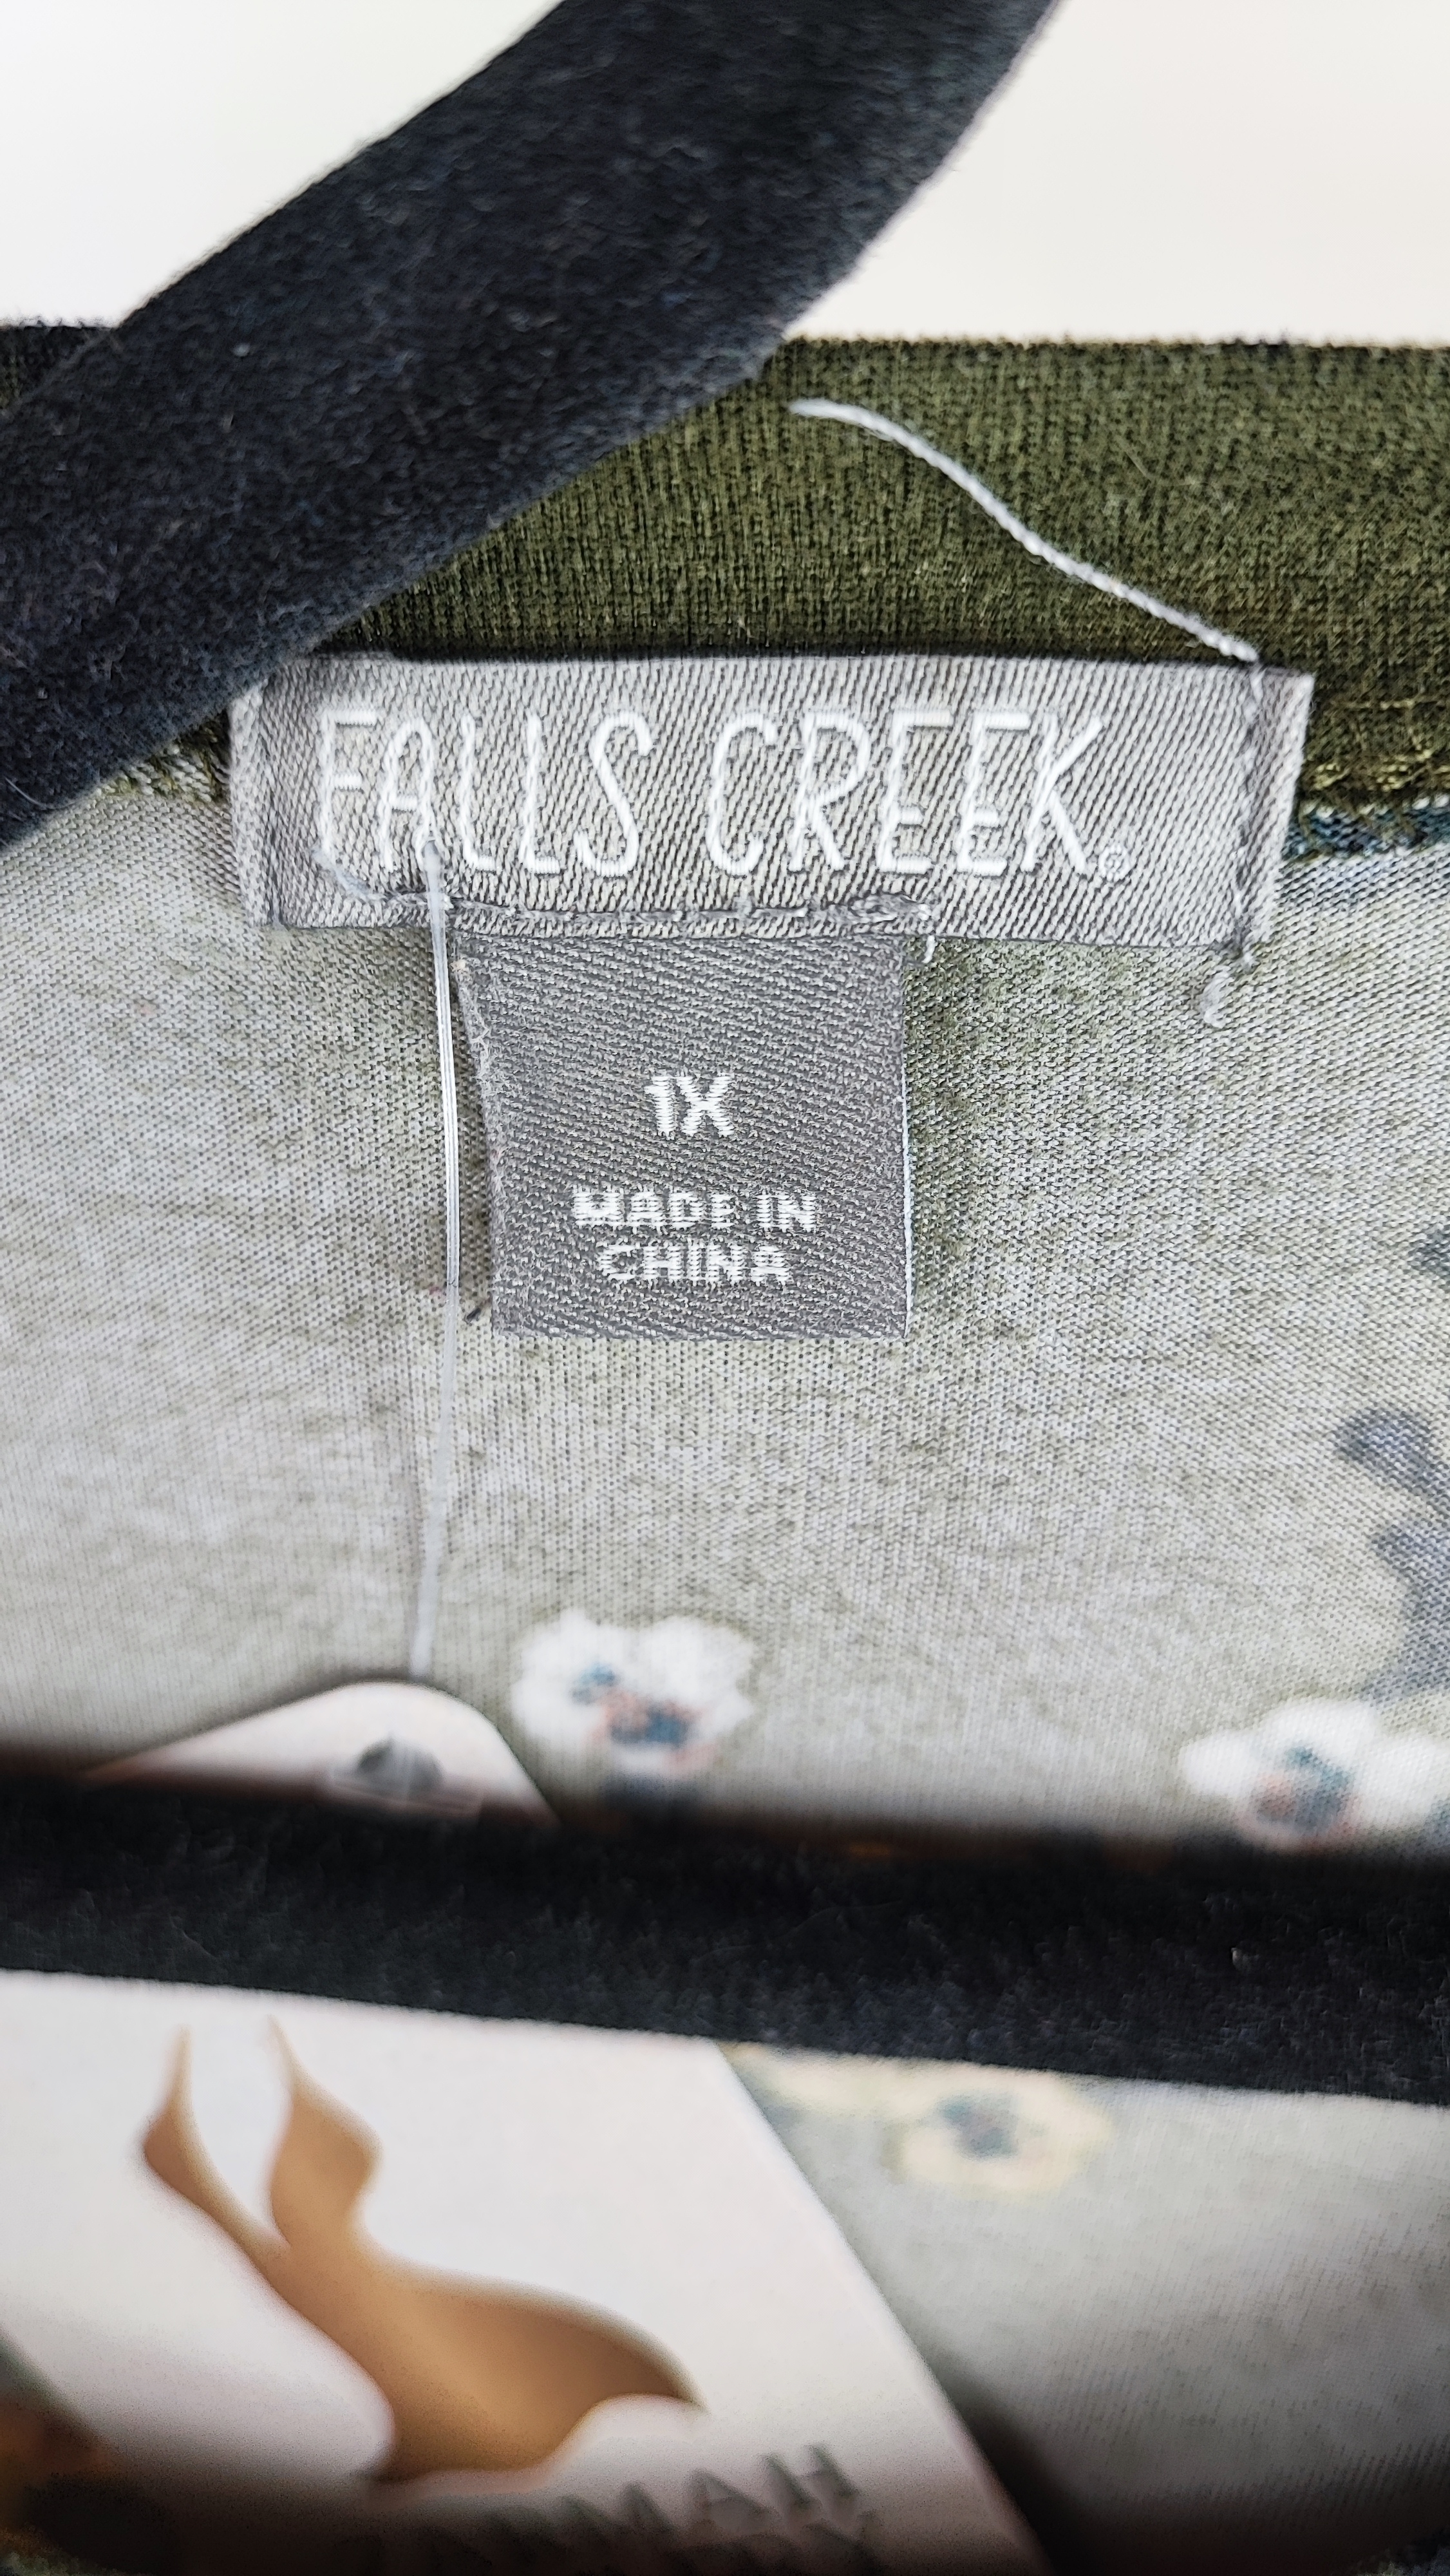 FALLS CREEK®
1X
MADE IN
CHINA